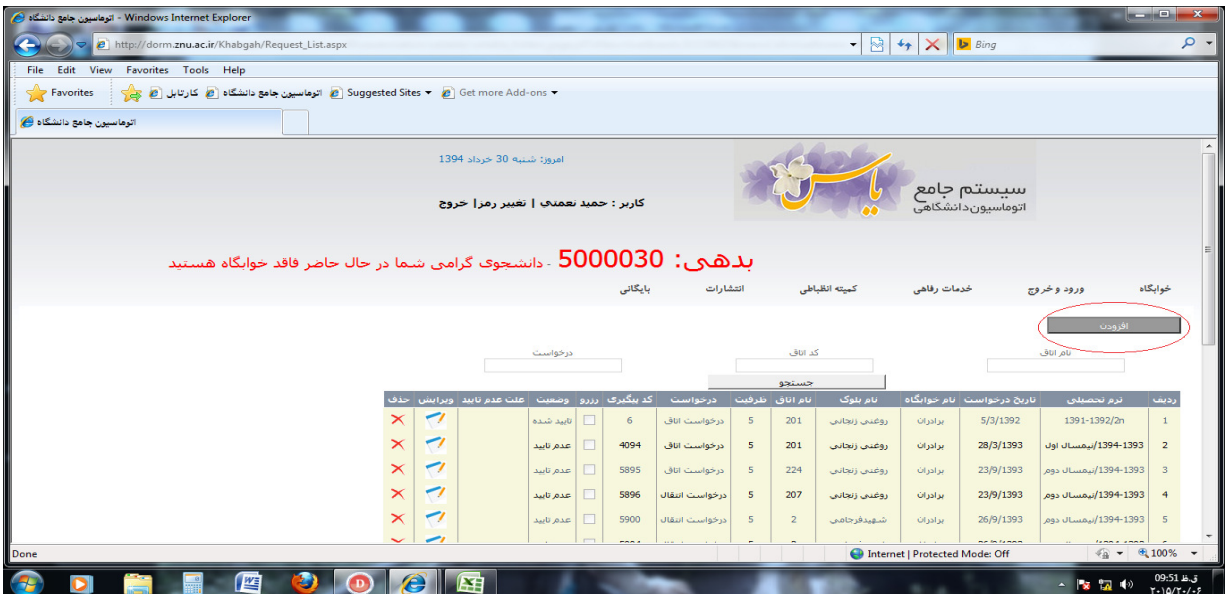 اتوماسیون جامع دانشگاه - Windows Internet Explorer
http://dorm.znu.ac.ir/Khabgah/Request_List.aspx
Bing
File Edit View Favorites Tools Help
Favorites کارتابل اتوماسیون جامع دانشگاه Suggested Sites Get more Add-ons
اتوماسیون جامع دانشگاه
امروز: شنبه 30 خرداد 1394
یاس
سیستم جامع
اتوماسیون دانشگاهی
کاربر : حمید نعمتی | تغییر رمز| خروج
بدهی: 5000030 - دانشجوی گرامی شما در حال حاضر فاقد خوابگاه هستید
خوابگاه ورود و خروج خدمات رفاهی کمیته انظباطی انتشارات بایگانی
افزودن
نام اتاق کد اتاق درخواست
جستجو
ردیف ترم تحصیلی تاریخ درخواست نام خوابگاه نام بلوک نام اتاق ظرفیت درخواست کد پیگیری رزرو وضعیت علت عدم تایید ویرایش حذف
1 1391-1392/2n 5/3/1392 برادران روغنی زنجانی 201 5 درخواست اتاق 6 تایید شده
2 1393-1394/نیمسال اول 28/3/1393 برادران روغنی زنجانی 201 5 درخواست اتاق 4094 عدم تایید
3 1393-1394/نیمسال دوم 23/9/1393 برادران روغنی زنجانی 224 5 درخواست اتاق 5895 عدم تایید
4 1393-1394/نیمسال دوم 23/9/1393 برادران روغنی زنجانی 207 5 درخواست انتقال 5896 عدم تایید
5 1393-1394/نیمسال دوم 26/9/1393 برادران شهیدفرجامی 2 5 درخواست انتقال 5900 عدم تایید
Done Internet | Protected Mode: Off 100%
09:51 ق.ظ